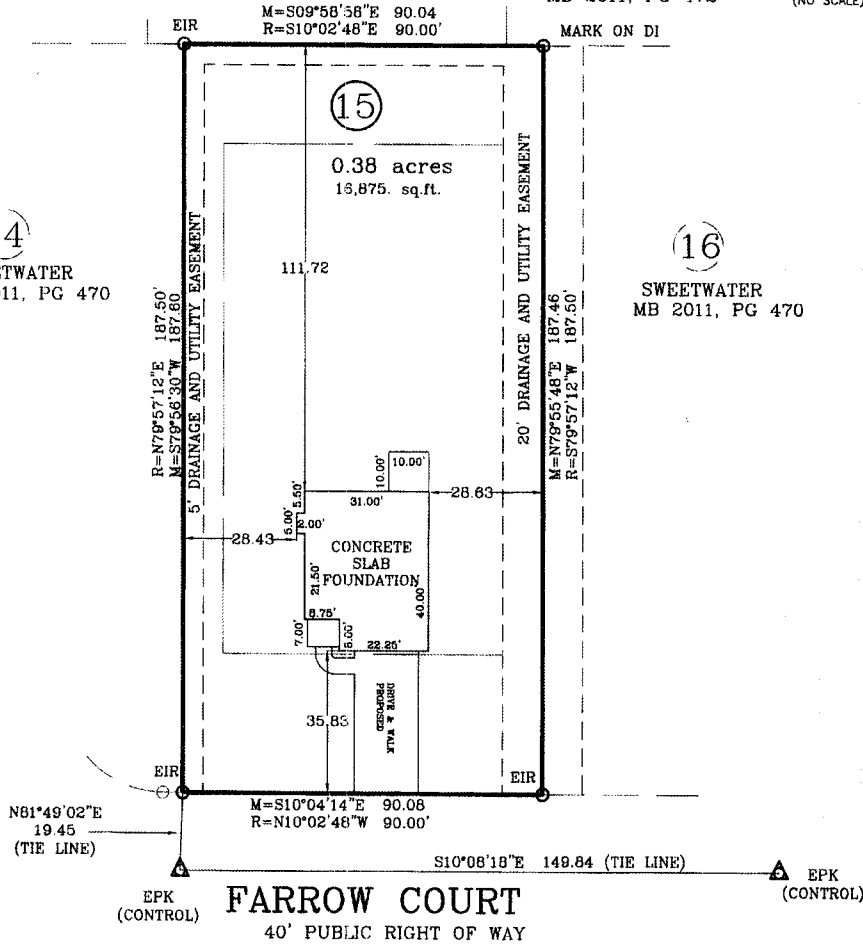 M=S09°58'58"E 90.04
R=S10°02'48"E 90.00'
EIR
MARK ON DI
(NO SCALE)
15
0.38 acres
16,875. sq.ft.
5' DRAINAGE AND UTILITY EASEMENT
20' DRAINAGE AND UTILITY EASEMENT
4
TWATER
11, PG 470
16
SWEETWATER
MB 2011, PG 470
111.72
R=N79°57'12"E 187.50'
M=S79°56'30"W 187.60
M=N79°55'48"E 187.46
R=S79°57'12"W 187.50'
10.00'
10.00'
5.50'
31.00'
28.63
5.00'
2.00'
28.43
CONCRETE
SLAB
FOUNDATION
21.50'
40.00'
8.75'
7.00'
8.00'
22.25'
DRIVE & WALK
PROPOSED
35.83
EIR
EIR
M=S10°04'14"E 90.08
R=N10°02'48"W 90.00'
N81°49'02"E
19.45
(TIE LINE)
S10°08'18"E 149.84 (TIE LINE)
EPK
(CONTROL)
EPK
(CONTROL)
FARROW COURT
40' PUBLIC RIGHT OF WAY